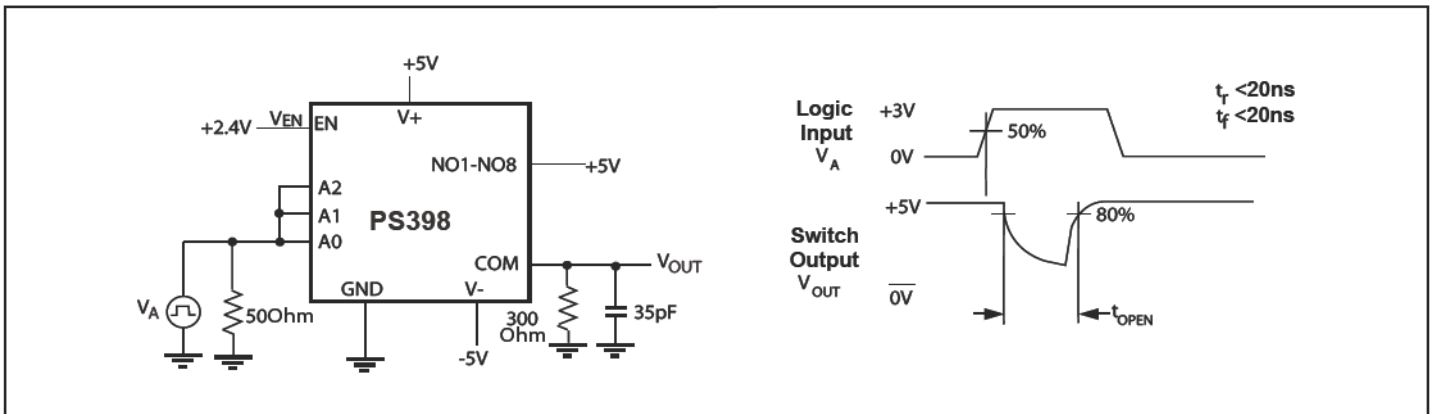 +5V
V+
+2.4V
VEN
EN
NO1-NO8
+5V
A2
A1
A0
PS398
COM
VOUT
GND
V-
VA
50Ohm
300
Ohm
35pF
-5V
Logic
Input
VA
+3V
0V
50%
tr <20ns
tf <20ns
Switch
Output
VOUT
+5V
0V
80%
tOPEN